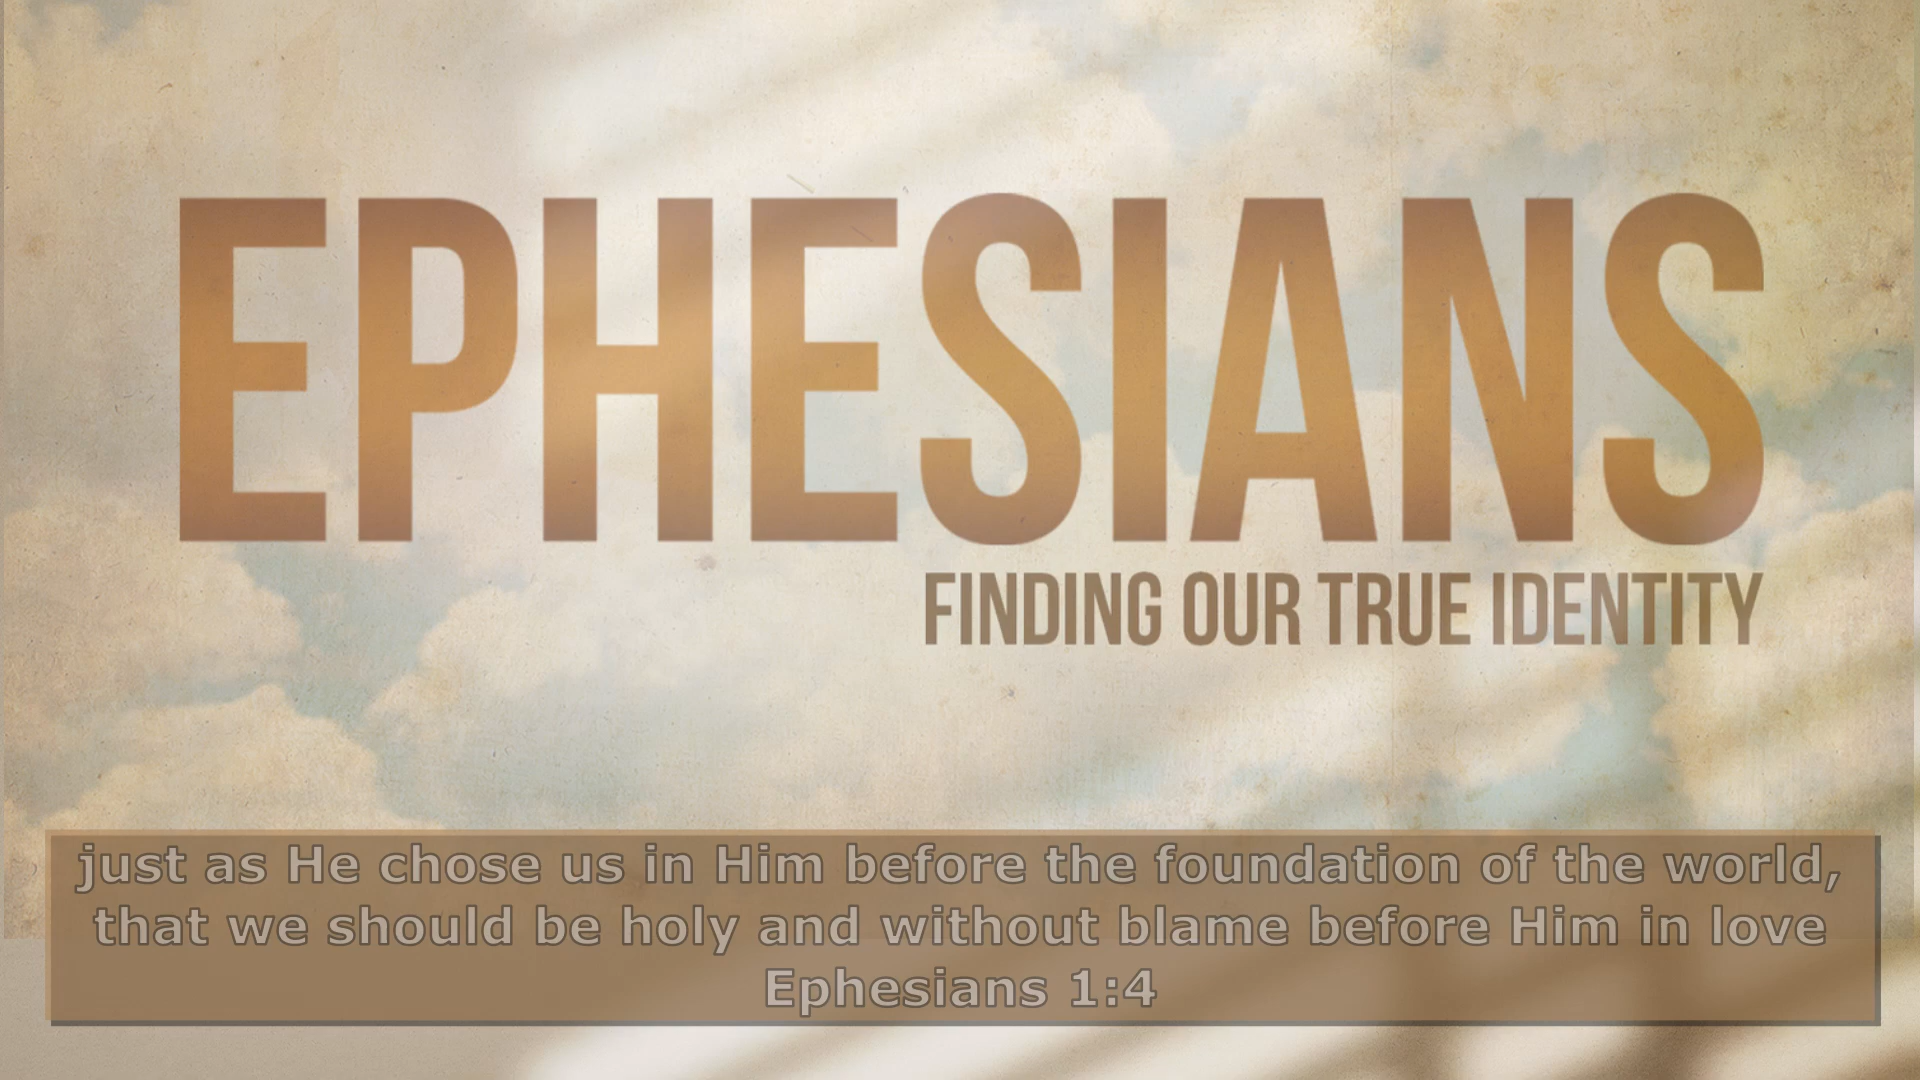 EPHESIANS
FINDING OUR TRUE IDENTITY
just as He chose us in Him before the foundation of the world,
that we should be holy and without blame before Him in love
Ephesians 1:4